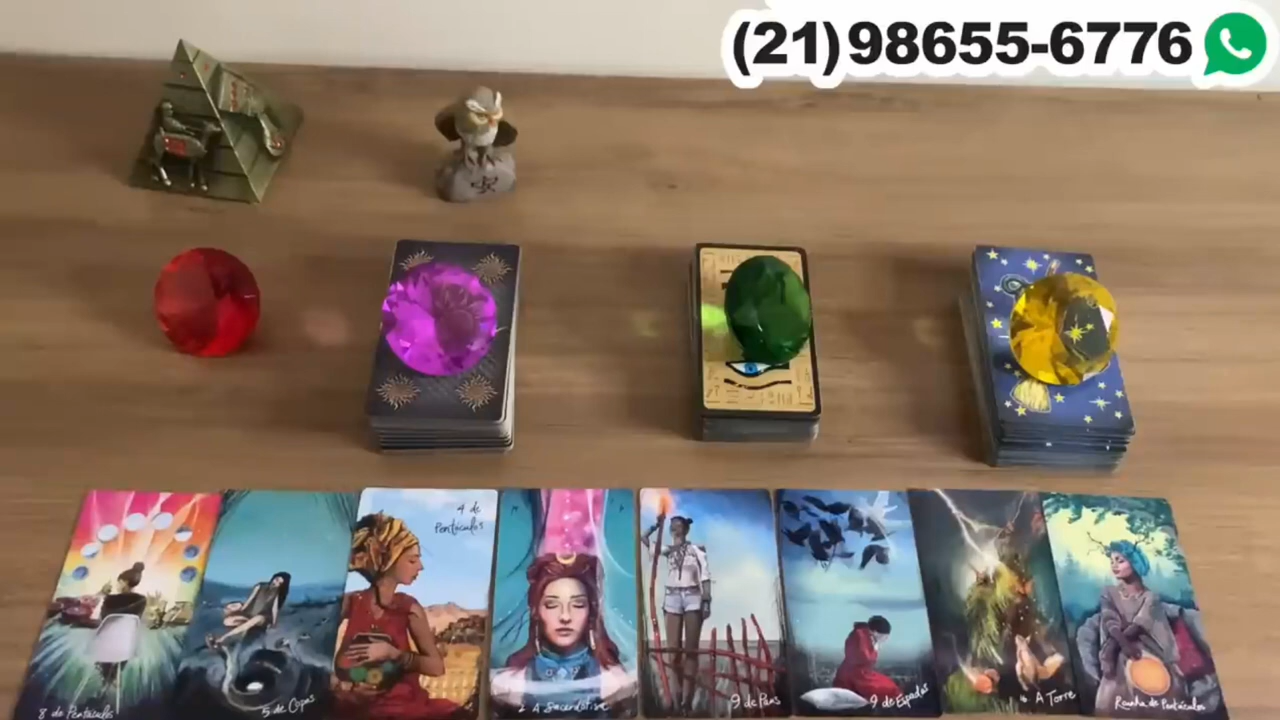 (21) 98655-6776
4 de
Pentáculos
8 de Pentáculos
5 de Copas
2 A Sacerdotisa
9 de Paus
9 de Espadas
16 A Torre
Rainha de Pentáculos